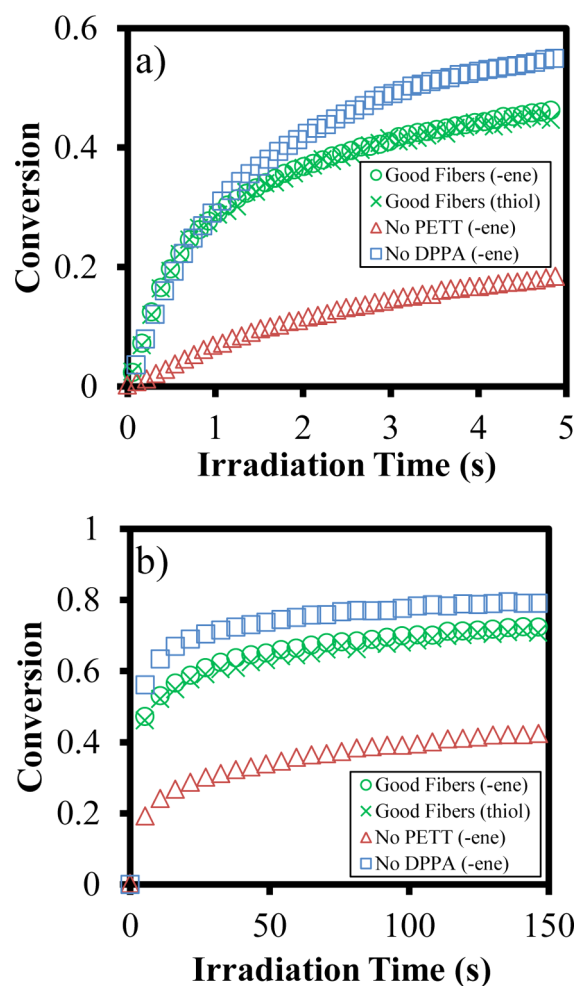 0.6
a)
0.4
Conversion
Good Fibers (-ene)
Good Fibers (thiol)
No PETT (-ene)
No DPPA (-ene)
0.2
0
0 1 2 3 4 5
Irradiation Time (s)
1
b)
0.8
0.6
Conversion
0.4
Good Fibers (-ene)
Good Fibers (thiol)
No PETT (-ene)
No DPPA (-ene)
0.2
0
0 50 100 150
Irradiation Time (s)